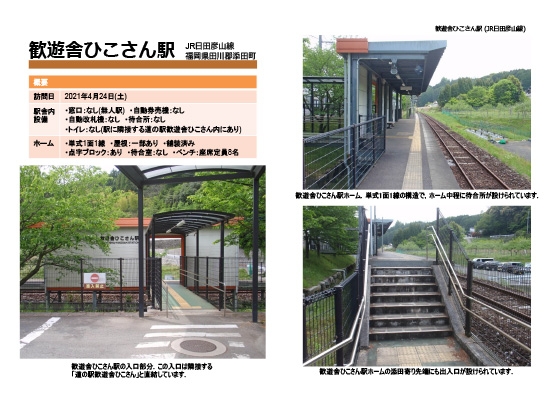 歓遊舎ひこさん駅
JR日田彦山線
福岡県田川郡添田町
概要
訪問日 2021年4月24日(土)
駅舎内設備 ・窓口：なし(無人駅) ・自動券売機：なし
・自動改札機：なし ・待合所：なし
・トイレ：なし(駅に隣接する道の駅歓遊舎ひこさん内にあり)
ホーム ・単式1面1線 ・屋根：一部あり ・舗装済み
・点字ブロック：あり ・待合室：なし ・ベンチ：座席定員8名
歓遊舎ひこさん駅
歓遊舎ひこさん駅の入口部分．この入口は隣接する
「道の駅歓遊舎ひこさん」と直結しています．
歓遊舎ひこさん駅 (JR日田彦山線)
歓遊舎ひこさん駅ホーム．単式1面1線の構造で，ホーム中程に待合所が設けられています．
歓遊舎ひこさん駅ホームの添田寄り先端にも出入口が設けられています．